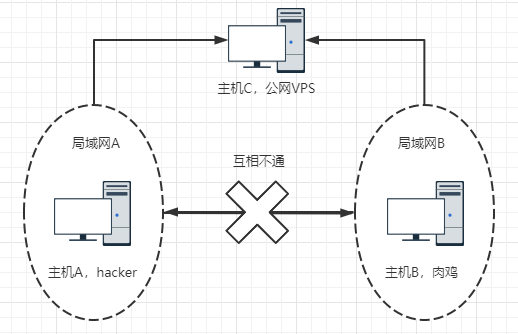 主机C，公网VPS
局域网A
局域网B
互相不通
主机A，hacker
主机B，肉鸡